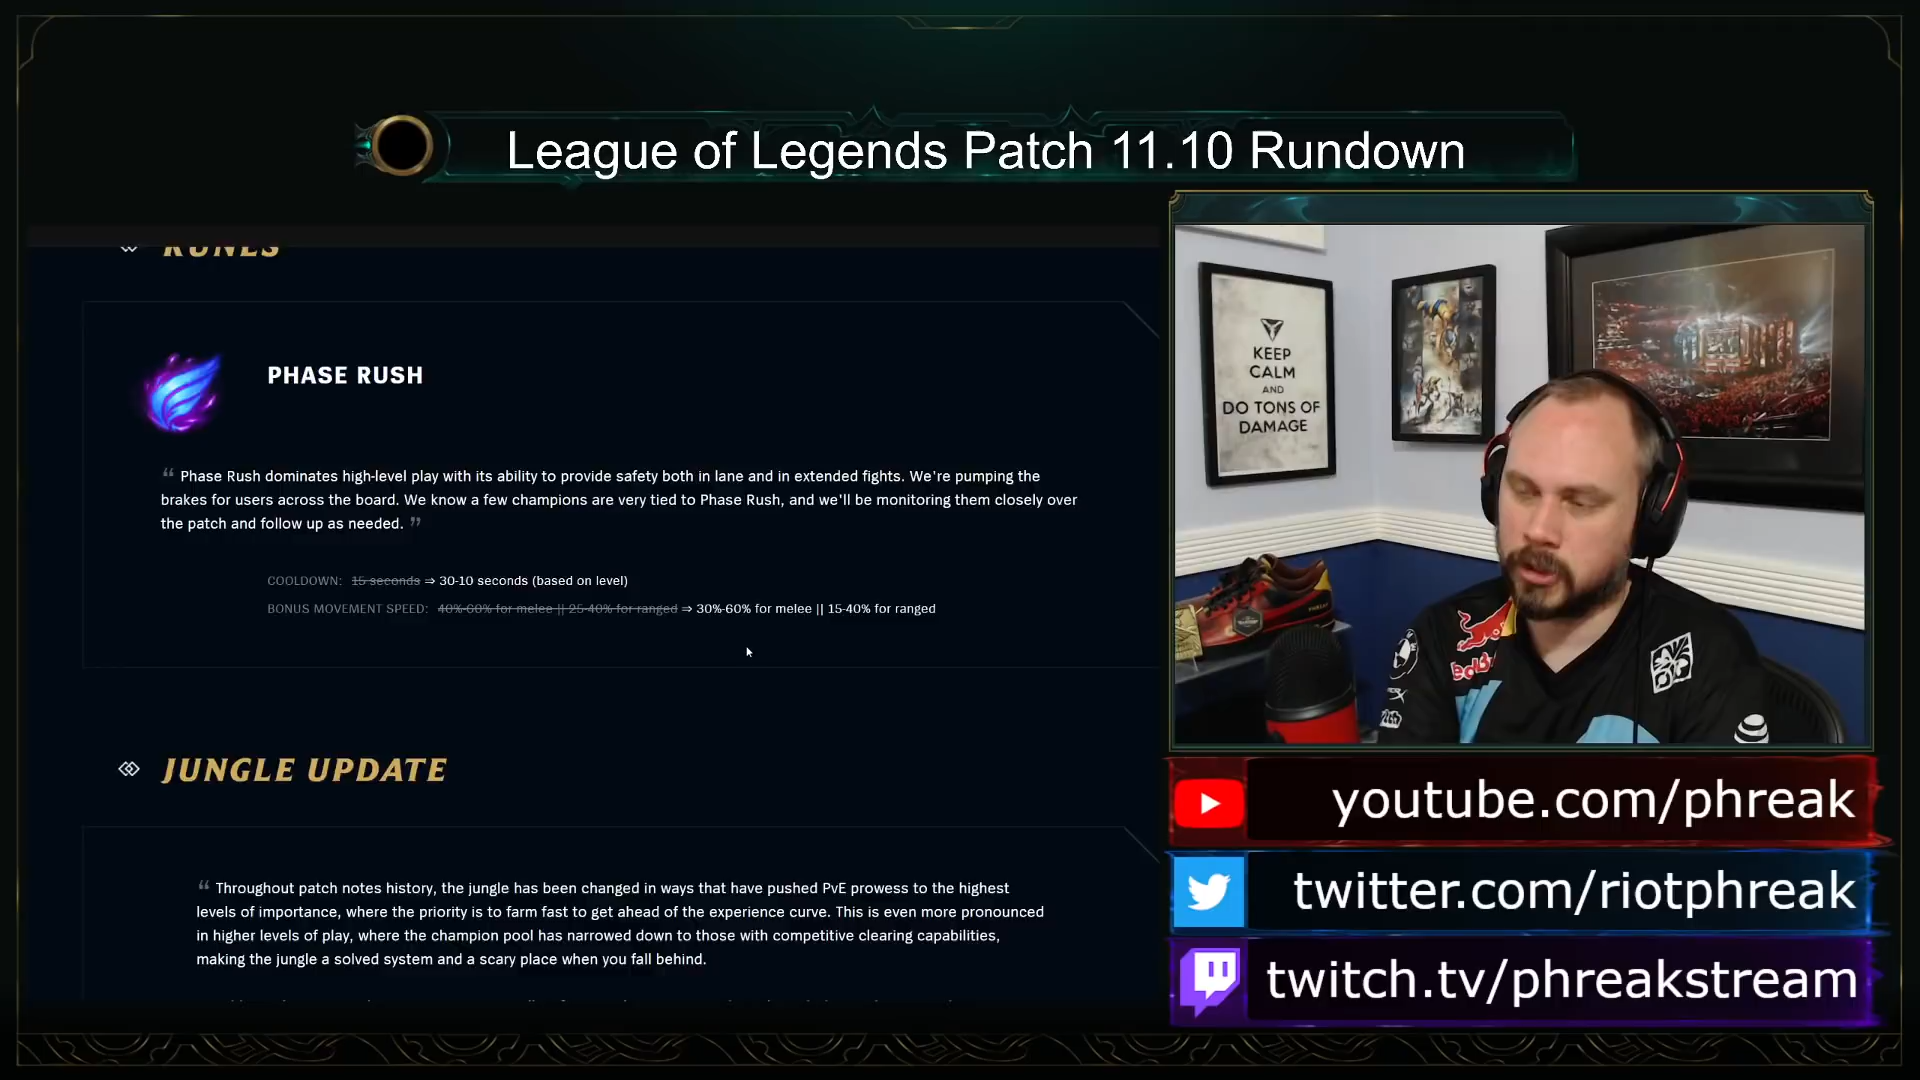 League of Legends Patch 11.10 Rundown
RUNES
PHASE RUSH
“ Phase Rush dominates high-level play with its ability to provide safety both in lane and in extended fights. We're pumping the
brakes for users across the board. We know a few champions are very tied to Phase Rush, and we'll be monitoring them closely over
the patch and follow up as needed. ”
COOLDOWN: 15 seconds ⇒ 30-10 seconds (based on level)
BONUS MOVEMENT SPEED: 40%-60% for melee || 25-40% for ranged ⇒ 30%-60% for melee || 15-40% for ranged
JUNGLE UPDATE
“ Throughout patch notes history, the jungle has been changed in ways that have pushed PvE prowess to the highest
levels of importance, where the priority is to farm fast to get ahead of the experience curve. This is even more pronounced
in higher levels of play, where the champion pool has narrowed down to those with competitive clearing capabilities,
making the jungle a solved system and a scary place when you fall behind.
KEEP
CALM
AND
DO TONS OF
DAMAGE
Red
youtube.com/phreak
twitter.com/riotphreak
twitch.tv/phreakstream